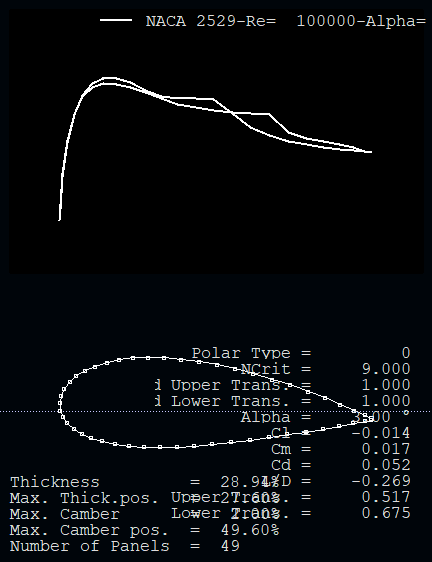 NACA 2529-Re= 100000-Alpha=
Polar Type = 0
NCrit = 9.000
d Upper Trans. = 1.000
d Lower Trans. = 1.000
Alpha = 3.00 °
Cl = -0.014
Cm = 0.017
Cd = 0.052
L/D = -0.269
Upper Trans. = 0.517
Lower Trans. = 0.675
Thickness = 28.94%
Max. Thick.pos. = 27.60%
Max. Camber = 2.00%
Max. Camber pos. = 49.60%
Number of Panels = 49